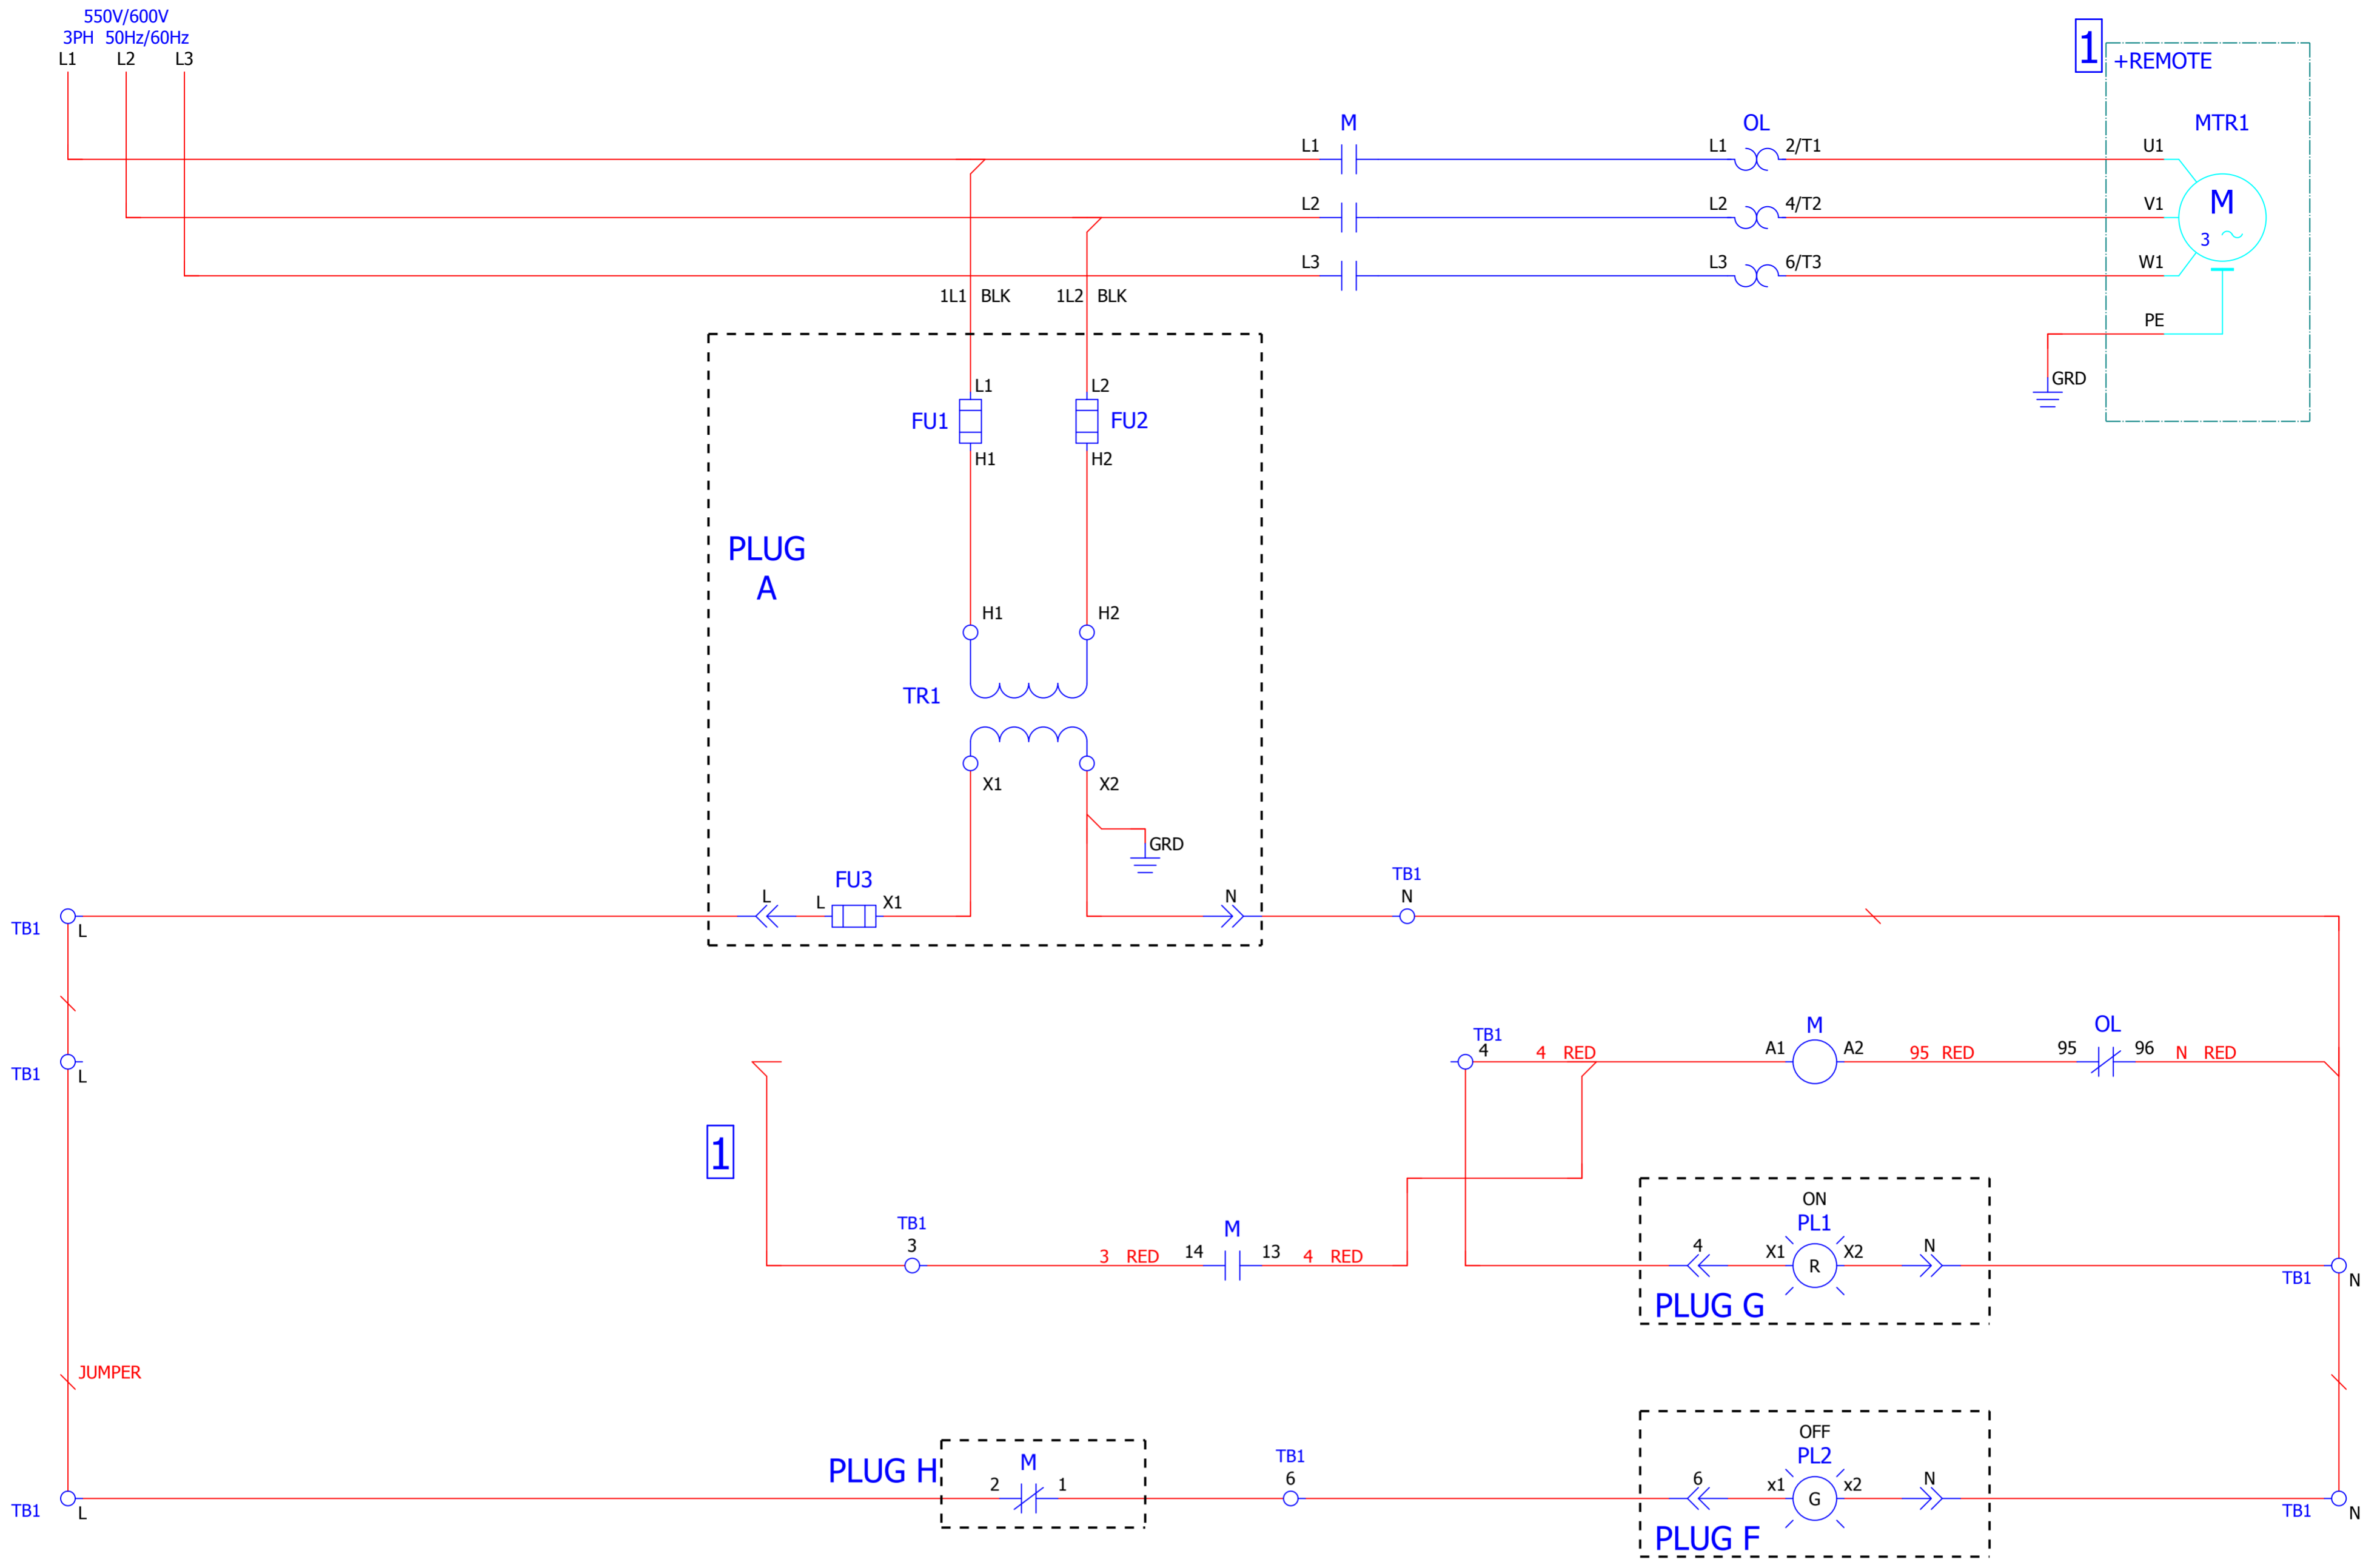 550V/600V
3PH 50Hz/60Hz
L1 L2 L3
1
+REMOTE
M OL MTR1
L1 L1 2/T1 U1
M
L2 L2 4/T2 V1
3
L3 L3 6/T3 W1
1L1 BLK 1L2 BLK
PE
GRD
L1 L2
FU1 FU2
H1 H2
PLUG
A
H1 H2
TR1
X1 X2
GRD
FU3
L L X1 N
TB1
N
TB1 L
TB1
4 4 RED
M
A1 A2
95 RED
OL
95 96
N RED
TB1 L
1
ON
PL1
TB1
3
3 RED
M
14 13
4 RED
4 X1 R X2 N
PLUG G
TB1 N
JUMPER
OFF
PL2
PLUG H
M
2 1
TB1
6
6 x1 G x2 N
PLUG F
TB1 L
TB1 N